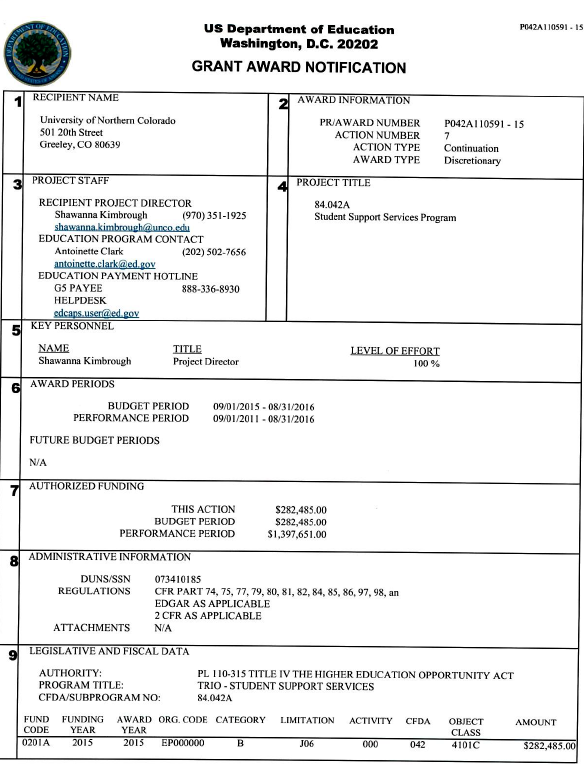 P042A110591 - 15
US Department of Education
Washington, D.C. 20202
GRANT AWARD NOTIFICATION
1 RECIPIENT NAME
University of Northern Colorado
501 20th Street
Greeley, CO 80639
2 AWARD INFORMATION
PR/AWARD NUMBER P042A110591 - 15
ACTION NUMBER 7
ACTION TYPE Continuation
AWARD TYPE Discretionary
3 PROJECT STAFF
RECIPIENT PROJECT DIRECTOR
Shawanna Kimbrough (970) 351-1925
shawanna.kimbrough@unco.edu
EDUCATION PROGRAM CONTACT
Antoinette Clark (202) 502-7656
antoinette.clark@ed.gov
EDUCATION PAYMENT HOTLINE
G5 PAYEE 888-336-8930
HELPDESK
edcaps.user@ed.gov
4 PROJECT TITLE
84.042A
Student Support Services Program
5 KEY PERSONNEL
NAME TITLE LEVEL OF EFFORT
Shawanna Kimbrough Project Director 100 %
6 AWARD PERIODS
BUDGET PERIOD 09/01/2015 - 08/31/2016
PERFORMANCE PERIOD 09/01/2011 - 08/31/2016
FUTURE BUDGET PERIODS
N/A
7 AUTHORIZED FUNDING
THIS ACTION $282,485.00
BUDGET PERIOD $282,485.00
PERFORMANCE PERIOD $1,397,651.00
8 ADMINISTRATIVE INFORMATION
DUNS/SSN 073410185
REGULATIONS CFR PART 74, 75, 77, 79, 80, 81, 82, 84, 85, 86, 97, 98, an
EDGAR AS APPLICABLE
2 CFR AS APPLICABLE
ATTACHMENTS N/A
9 LEGISLATIVE AND FISCAL DATA
AUTHORITY: PL 110-315 TITLE IV THE HIGHER EDUCATION OPPORTUNITY ACT
PROGRAM TITLE: TRIO - STUDENT SUPPORT SERVICES
CFDA/SUBPROGRAM NO: 84.042A
FUND FUNDING AWARD ORG. CODE CATEGORY LIMITATION ACTIVITY CFDA OBJECT AMOUNT
CODE YEAR YEAR CLASS
0201A 2015 2015 EP000000 B J06 000 042 4101C $282,485.00